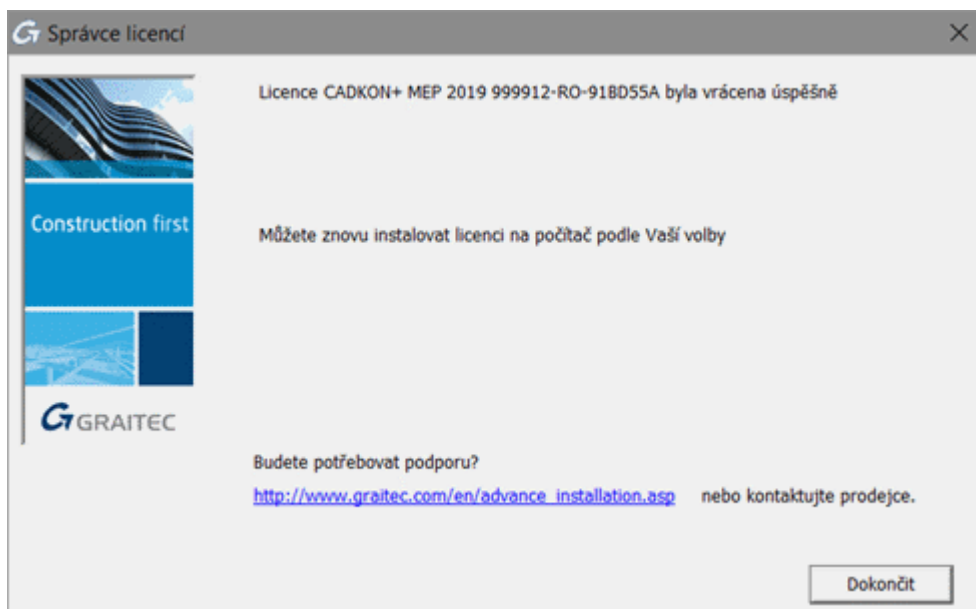 Správce licencí
Licence CADKON+ MEP 2019 999912-RO-918D55A byla vrácena úspěšně
Construction first
Můžete znovu instalovat licenci na počítač podle Vaší volby
GRAITEC
Budete potřebovat podporu?
http://www.graitec.com/en/advance_installation.asp nebo kontaktujte prodejce.
Dokončit